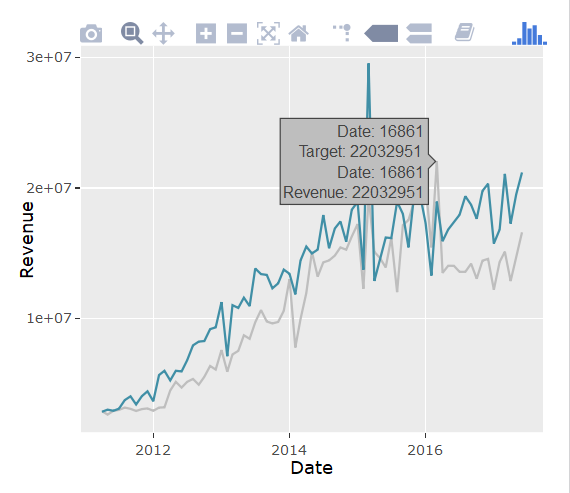 3e+07
Date: 16861
Target: 22032951
Date: 16861
Revenue: 22032951
2e+07
Revenue
1e+07
2012
2014
2016
Date